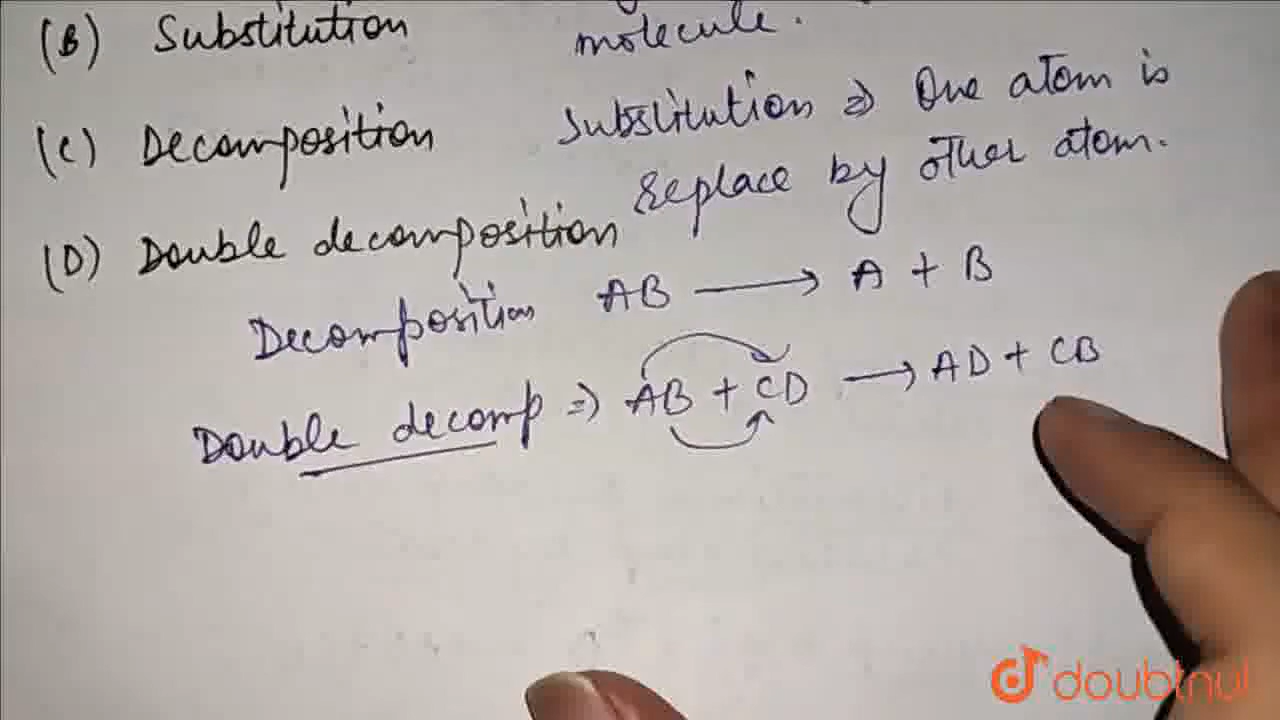 (B) Substitution
molecule.
(C) Decomposition
Substitution => One atom is
replace by other atom.
(D) Double decomposition
Decomposition AB → A + B
Double decomp => AB + CD → AD + CB
doubtnut